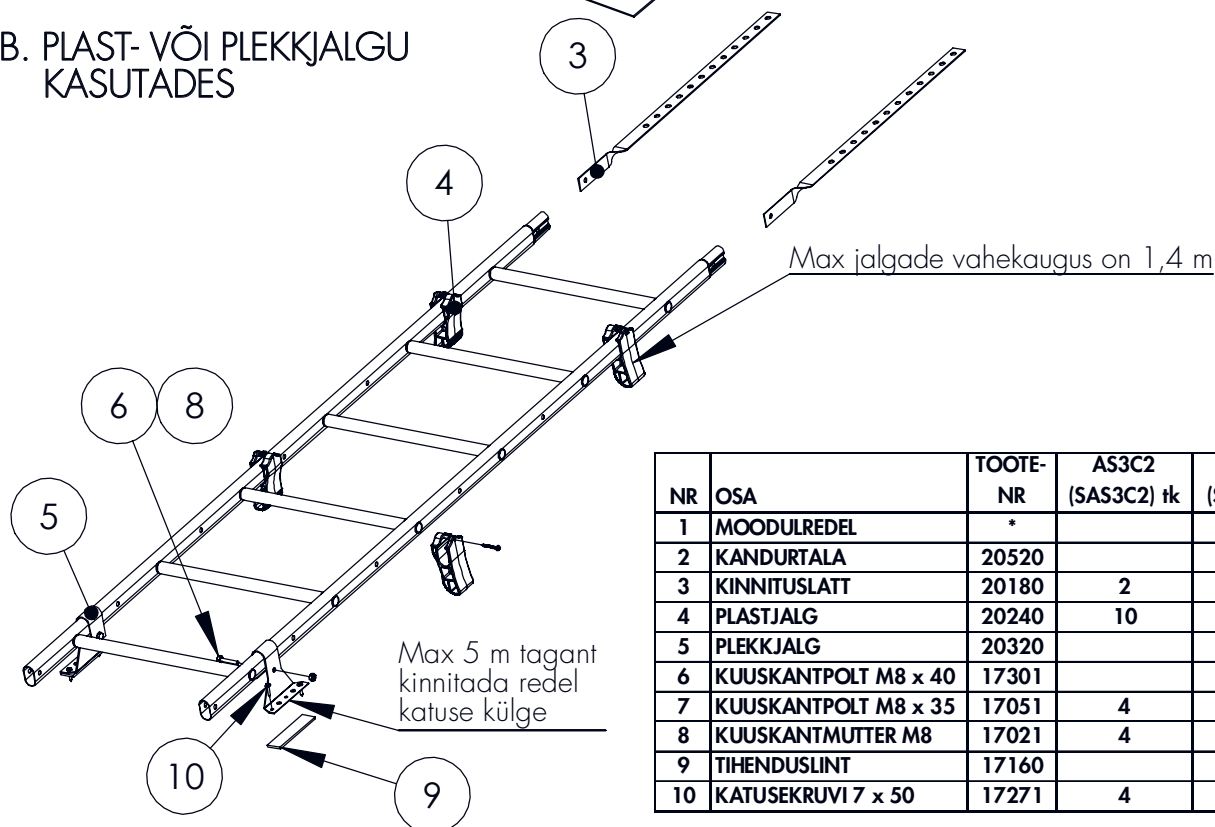 B. PLAST- VÕI PLEKKJALGU
KASUTADES
3
4
Max jalgade vahekaugus on 1,4 m
6 8
5
Max 5 m tagant
kinnitada redel
katuse külge
10
9
NR OSA TOOTE-NR AS3C2 (SAS3C2) tk (S
1 MOODULREDEL *
2 KANDURTALA 20520
3 KINNITUSLATT 20180 2
4 PLASTJALG 20240 10
5 PLEKKJALG 20320
6 KUUSKANTPOLT M8 x 40 17301
7 KUUSKANTPOLT M8 x 35 17051 4
8 KUUSKANTMUTTER M8 17021 4
9 TIHENDUSLINT 17160
10 KATUSEKRUVI 7 x 50 17271 4